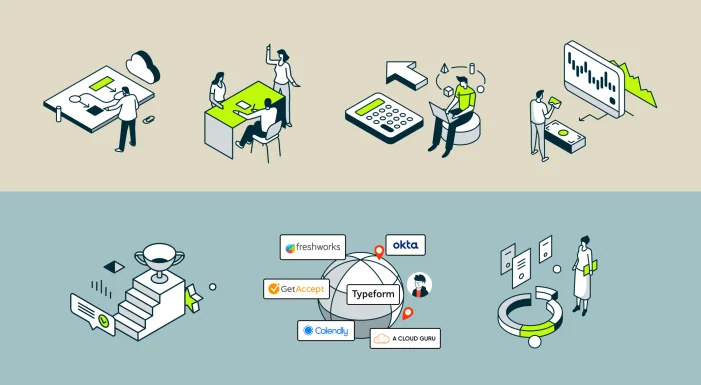 freshworks
okta
GetAccept
Typeform
Calendly
A CLOUD GURU